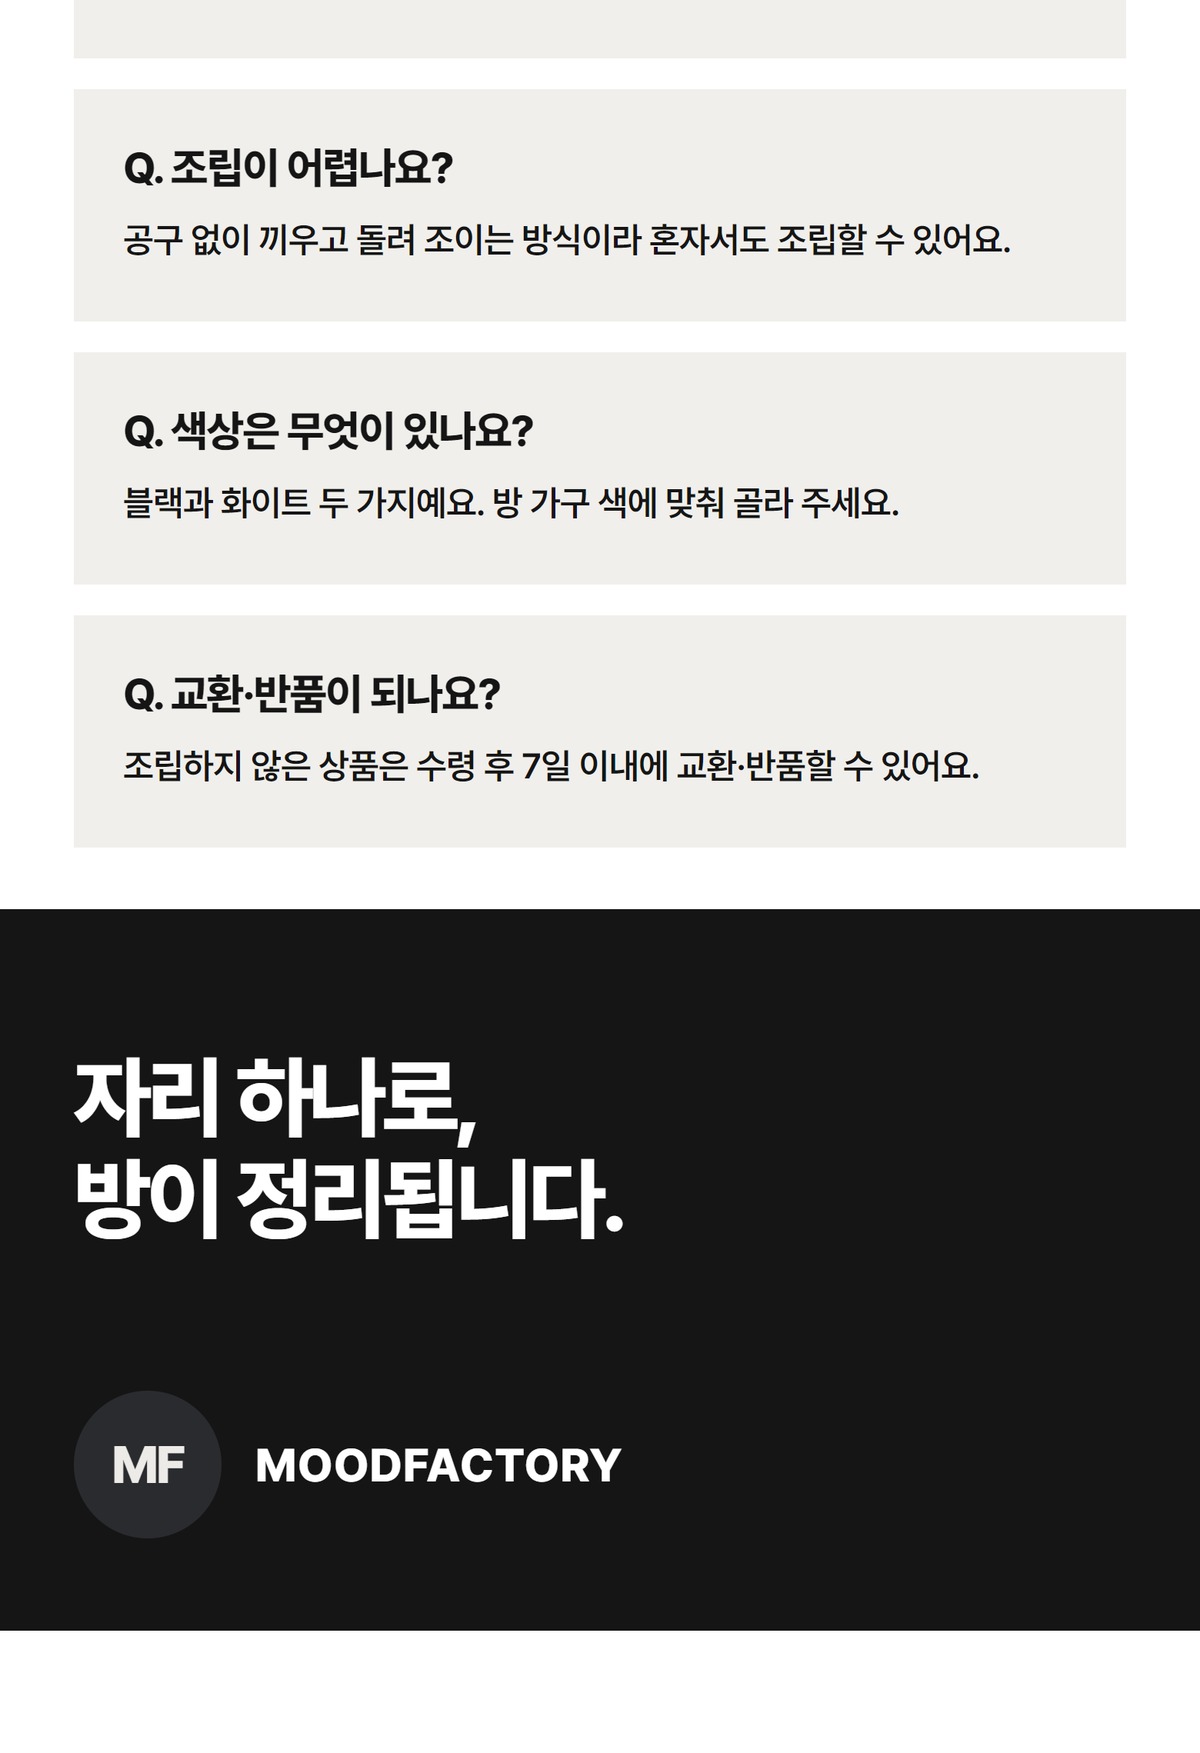 Q. 조립이 어렵나요?
공구 없이 끼우고 돌려 조이는 방식이라 혼자서도 조립할 수 있어요.
Q. 색상은 무엇이 있나요?
블랙과 화이트 두 가지예요. 방 가구 색에 맞춰 골라 주세요.
Q. 교환·반품이 되나요?
조립하지 않은 상품은 수령 후 7일 이내에 교환·반품할 수 있어요.
자리 하나로,
방이 정리됩니다.
MF
MOODFACTORY